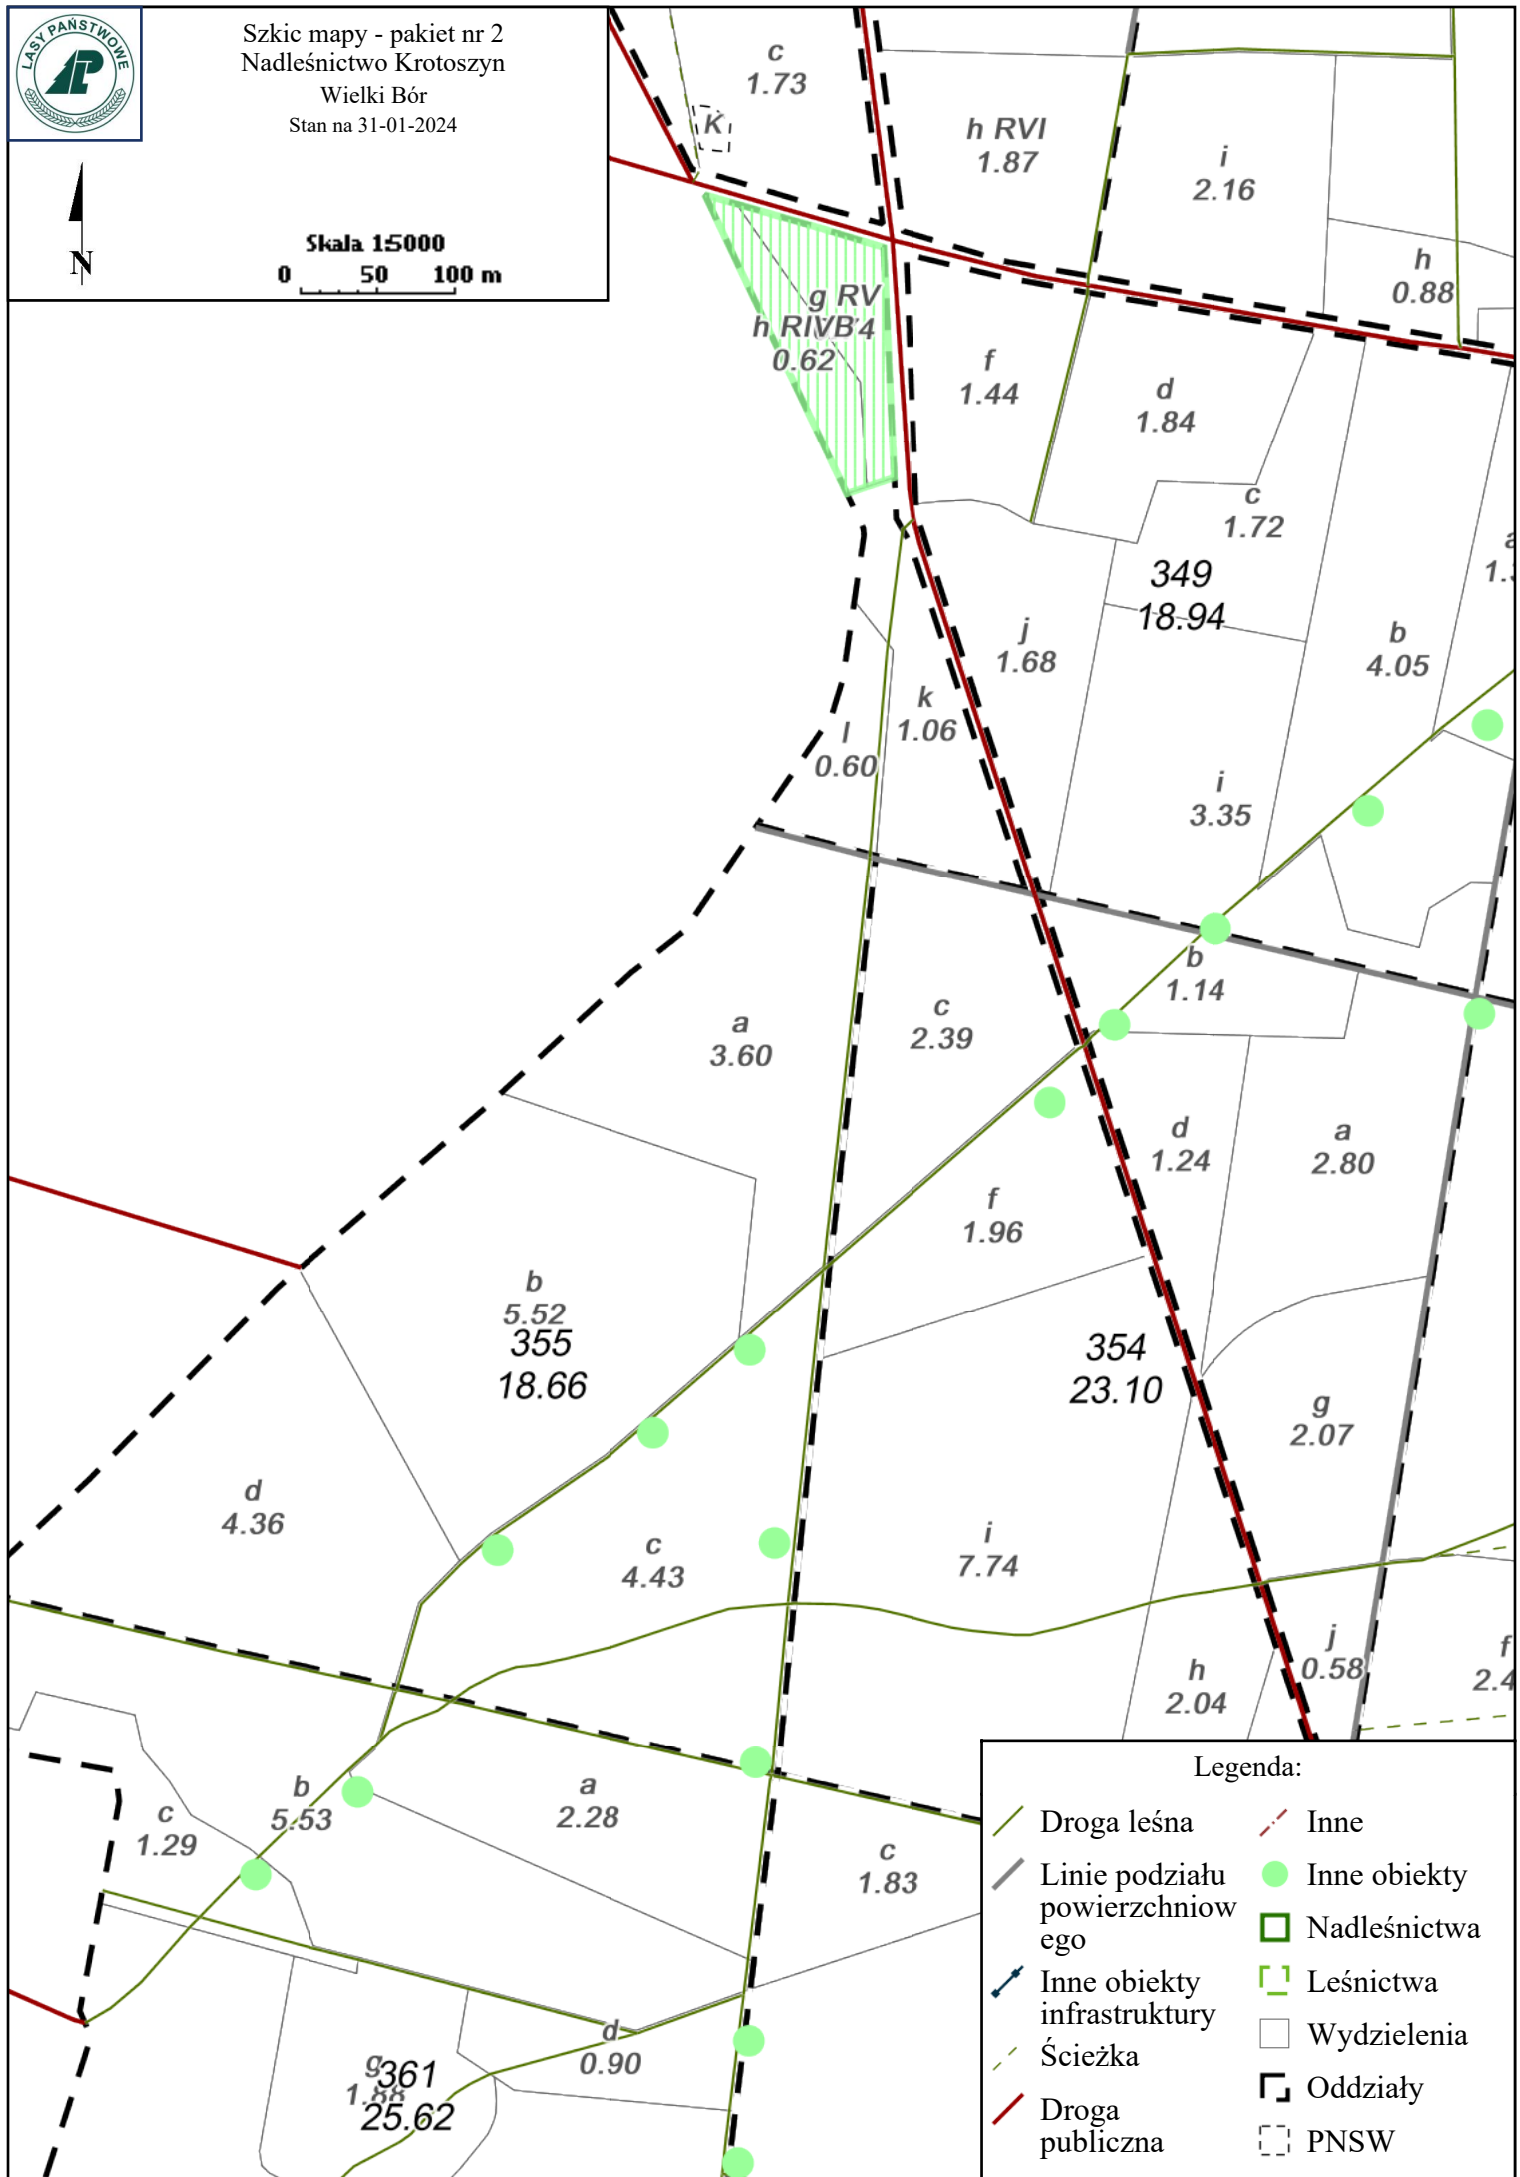 LASY PAŃSTWOWE
Szkic mapy - pakiet nr 2
Nadleśnictwo Krotoszyn
Wielki Bór
Stan na 31-01-2024
N
Skala 1:5000
0 50 100 m
c
1.73
K
h RVI
1.87
i
2.16
h
0.88
g RV
h RIVB
0.62
f
1.44
d
1.84
c
1.72
349
18.94
j
1.68
b
4.05
k
1.06
l
0.60
i
3.35
b
1.14
a
3.60
c
2.39
d
1.24
a
2.80
f
1.96
b
5.52
355
18.66
354
23.10
g
2.07
d
4.36
c
4.43
i
7.74
j
0.58
h
2.04
f
b
5.53
a
2.28
c
1.29
c
1.83
d
0.90
g
361
1.88
25.62
Legenda:
Droga leśna
Linie podziału
powierzchniow
ego
Inne obiekty
infrastruktury
Ścieżka
Droga
publiczna
Inne
Inne obiekty
Nadleśnictwa
Leśnictwa
Wydzielenia
Oddziały
PNSW